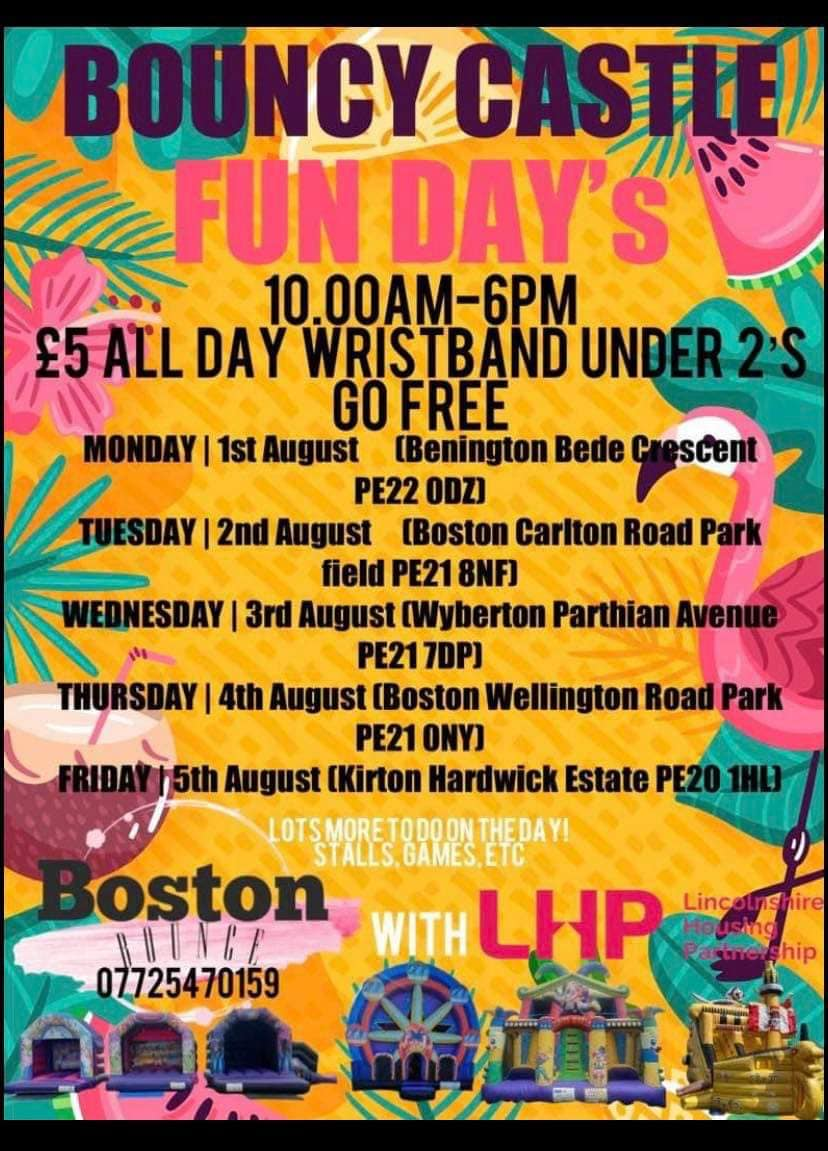 BOUNCY CASTLE
FUN DAY's
10.00AM-6PM
£5 ALL DAY WRISTBAND UNDER 2'S
GO FREE
MONDAY | 1st August (Benington Bede Crescent
PE22 0DZ)
TUESDAY | 2nd August (Boston Carlton Road Park
field PE21 8NF)
WEDNESDAY | 3rd August (Wyberton Parthian Avenue
PE21 7DP)
THURSDAY | 4th August (Boston Wellington Road Park
PE21 0NY)
FRIDAY | 5th August (Kirton Hardwick Estate PE20 1HL)
LOTS MORE TO DO ON THE DAY!
STALLS, GAMES, ETC
Boston
BOUNCE
07725470159
WITH LHP
Lincolnshire
Housing
Partnership